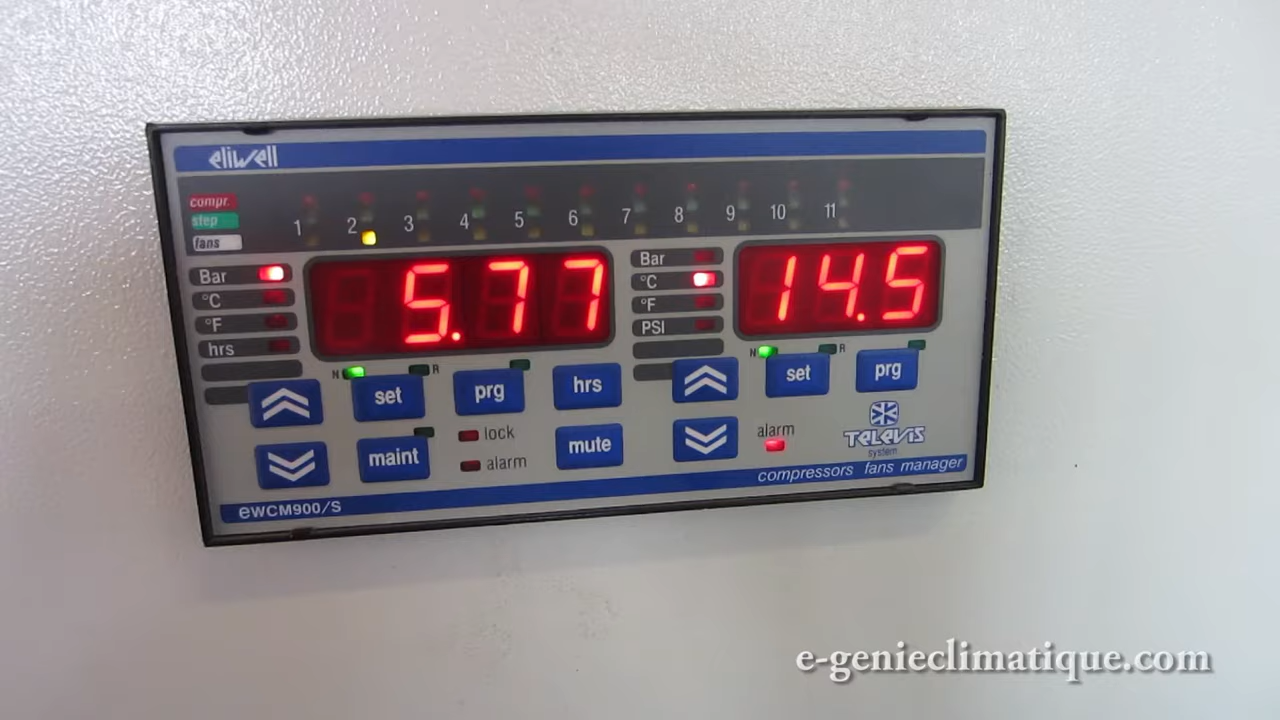 eliwell
compr.
step
fans
1 2 3 4 5 6 7 8 9 10 11
Bar
°C
°F
hrs
5.77
Bar
°C
°F
PSI
14.5
N R
set
prg
hrs
N R
set
prg
maint
lock
alarm
mute
alarm
TELEVIS
system
compressors fans manager
eWCM900/S
e-genieclimatique.com